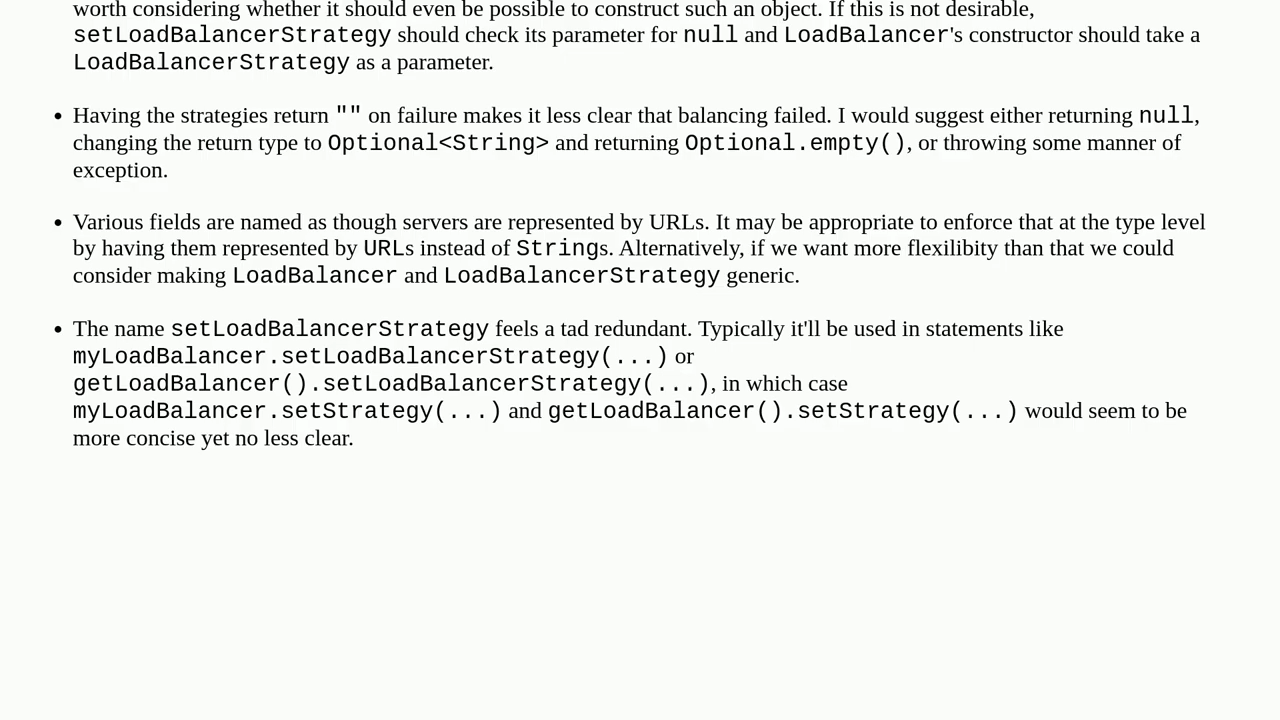 worth considering whether it should even be possible to construct such an object. If this is not desirable,
setLoadBalancerStrategy should check its parameter for null and LoadBalancer's constructor should take a
LoadBalancerStrategy as a parameter.
• Having the strategies return "" on failure makes it less clear that balancing failed. I would suggest either returning null,
changing the return type to Optional<String> and returning Optional.empty(), or throwing some manner of
exception.
• Various fields are named as though servers are represented by URLs. It may be appropriate to enforce that at the type level
by having them represented by URLs instead of Strings. Alternatively, if we want more flexilibity than that we could
consider making LoadBalancer and LoadBalancerStrategy generic.
• The name setLoadBalancerStrategy feels a tad redundant. Typically it'll be used in statements like
myLoadBalancer.setLoadBalancerStrategy(...) or
getLoadBalancer().setLoadBalancerStrategy(...), in which case
myLoadBalancer.setStrategy(...) and getLoadBalancer().setStrategy(...) would seem to be
more concise yet no less clear.